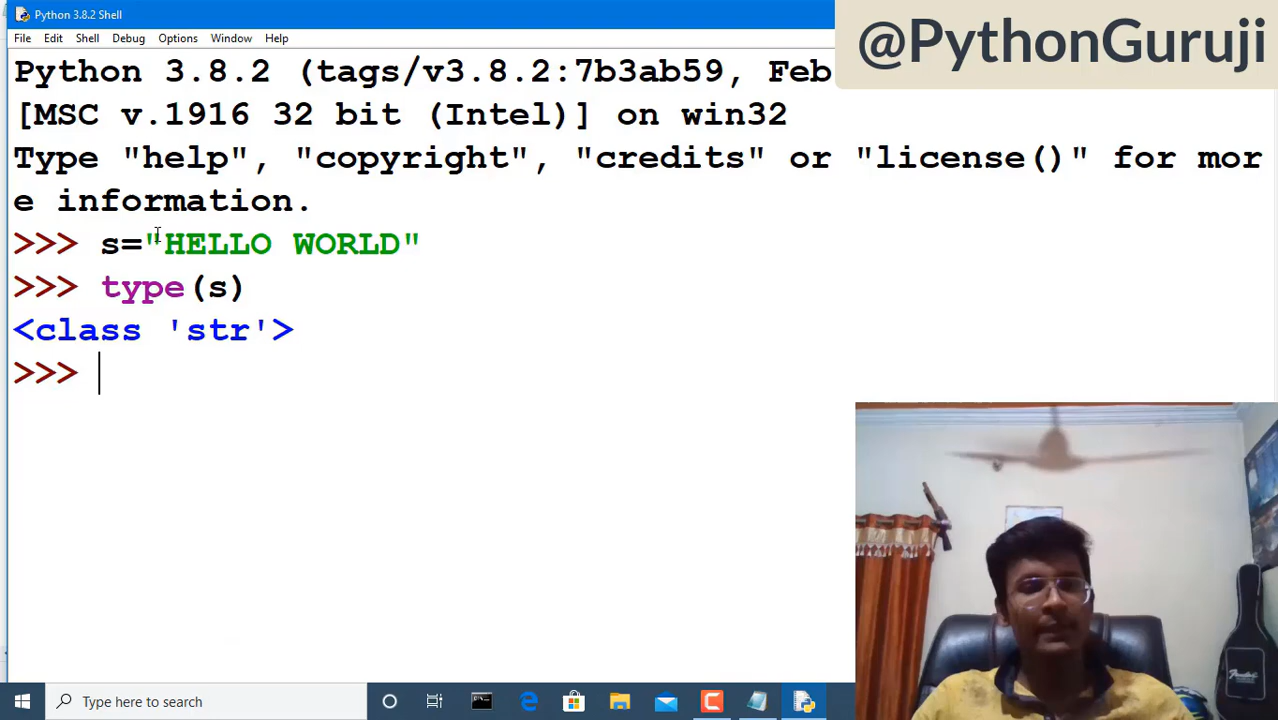 Python 3.8.2 Shell
@PythonGuruji
File Edit Shell Debug Options Window Help
Python 3.8.2 (tags/v3.8.2:7b3ab59, Feb
[MSC v.1916 32 bit (Intel)] on win32
Type "help", "copyright", "credits" or "license()" for mor
e information.
>>> s="HELLO WORLD"
>>> type(s)
<class 'str'>
>>>
Fender
Type here to search